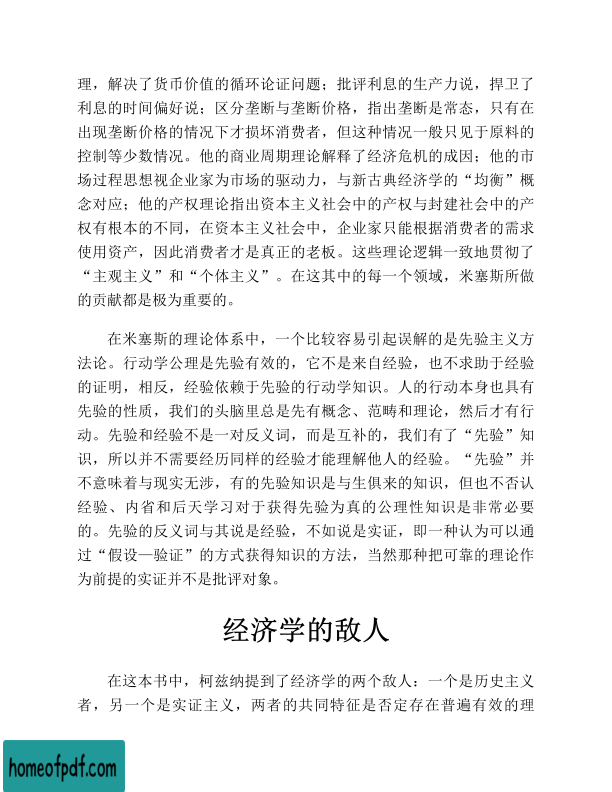 理，解决了货币价值的循环论证问题；批评利息的生产力说，捍卫了
利息的时间偏好说；区分垄断与垄断价格，指出垄断是常态，只有在
出现垄断价格的情况下才损坏消费者，但这种情况一般只见于原料的
控制等少数情况。他的商业周期理论解释了经济危机的成因；他的市
场过程思想视企业家为市场的驱动力，与新古典经济学的“均衡”概
念对应；他的产权理论指出资本主义社会中的产权与封建社会中的产
权有根本的不同，在资本主义社会中，企业家只能根据消费者的需求
使用资产，因此消费者才是真正的老板。这些理论逻辑一致地贯彻了
“主观主义”和“个体主义”。在这其中的每一个领域，米塞斯所做
的贡献都是极为重要的。
在米塞斯的理论体系中，一个比较容易引起误解的是先验主义方
法论。行动学公理是先验有效的，它不是来自经验，也不求助于经验
的证明，相反，经验依赖于先验的行动学知识。人的行动本身也具有
先验的性质，我们的头脑里总是先有概念、范畴和理论，然后才有行
动。先验和经验不是一对反义词，而是互补的，我们有了“先验”知
识，所以并不需要经历同样的经验才能理解他人的经验。“先验”并
不意味着与现实无涉，有的先验知识是与生俱来的知识，但也不否认
经验、内省和后天学习对于获得先验为真的公理性知识是非常必要
的。先验的反义词与其说是经验，不如说是实证，即一种认为可以通
过“假设—验证”的方式获得知识的方法，当然那种把可靠的理论作
为前提的实证并不是批评对象。
经济学的敌人
在这本书中，柯兹纳提到了经济学的两个敌人：一个是历史主义
者，另一个是实证主义，两者的共同特征是否定存在普遍有效的理
homeofpdf.com